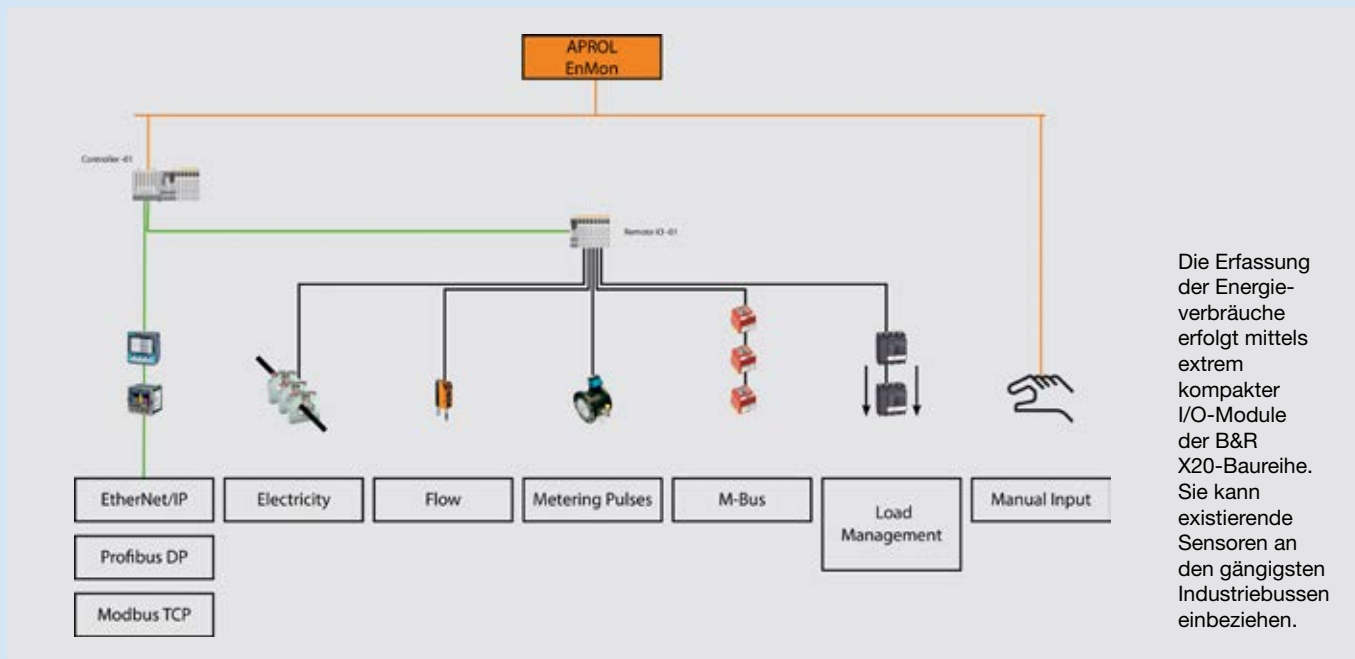 APROL
EnMon
Controller -01
Remote IO -01
EtherNet/IP
Electricity
Flow
Metering Pulses
M-Bus
Load
Management
Manual Input
Profibus DP
Modbus TCP
Die Erfassung
der Energie-
verbräuche
erfolgt mittels
extrem
kompakter
I/O-Module
der B&R
X20-Baureihe.
Sie kann
existierende
Sensoren an
den gängigsten
Industriebussen
einbeziehen.